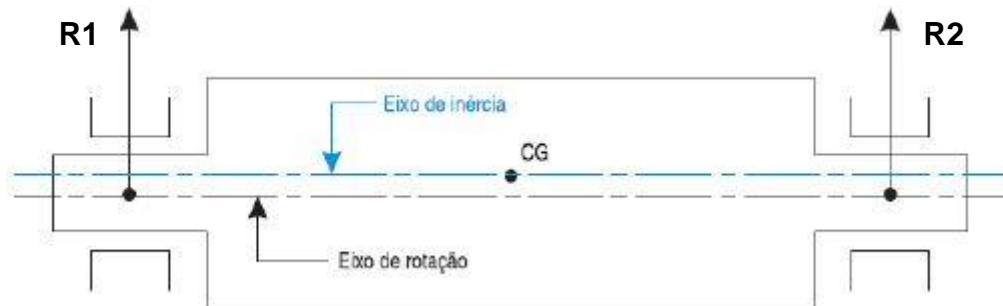 R1
R2
Eixo de inércia
CG
Eixo de rotação